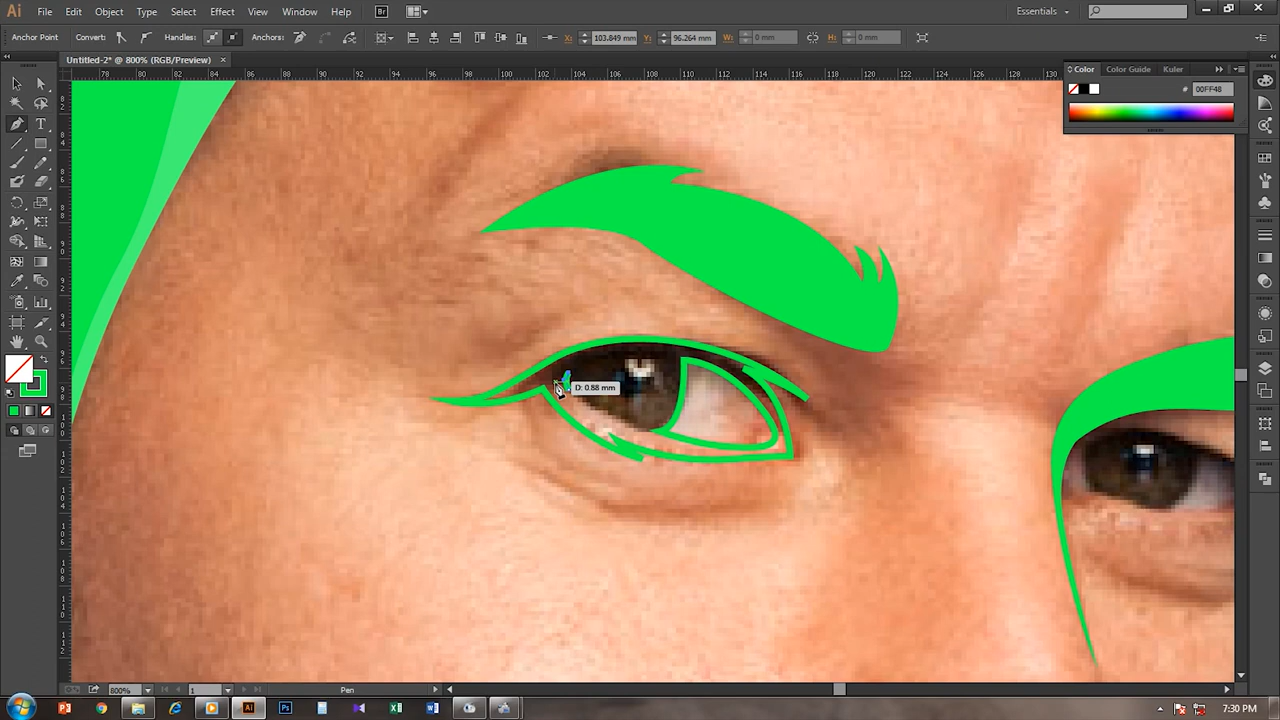 Ai File Edit Object Type Select Effect View Window Help Br Essentials
Anchor Point Convert: Handles: Anchors: X: 103.849 mm Y: 96.264 mm W: 0 mm H: 0 mm
Untitled-2* @ 800% (RGB/Preview) ×
78 80 82 84 86 88 90 92 94 96 98 100 102 104 106 108 110 112 114 116 118 120 122 124 126 128 130
Color Color Guide Kuler
# 00FF48
D: 0.88 mm
600% 1 Pen
7:30 PM